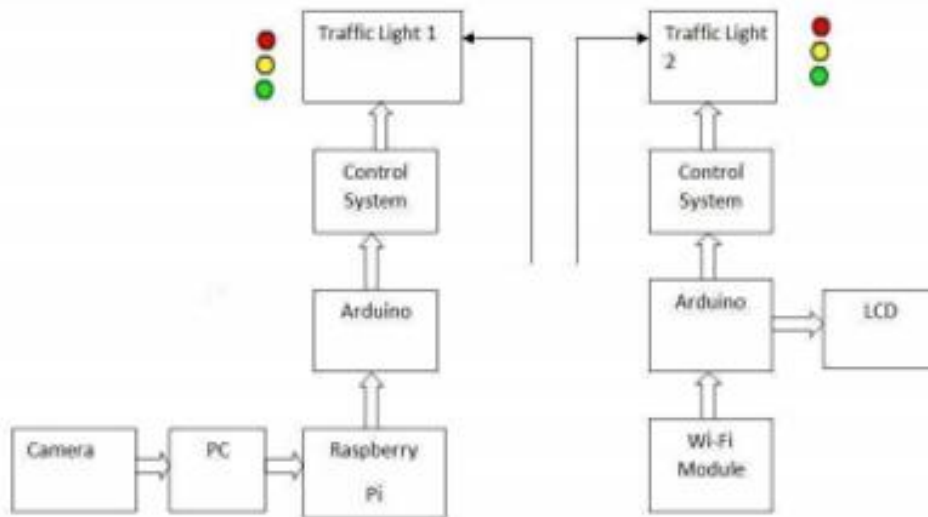 Traffic Light 1
Traffic Light
2
Control
System
Control
System
Arduino
Arduino
LCD
Camera
PC
Raspberry
Pi
Wi-Fi
Module